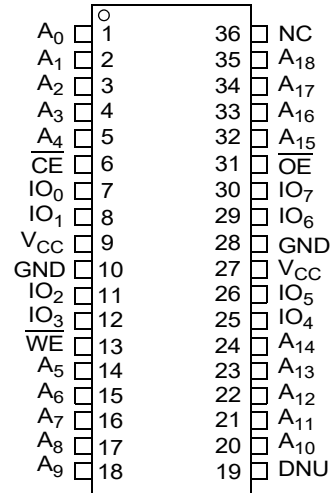 A0 1 36 NC
A1 2 35 A18
A2 3 34 A17
A3 4 33 A16
A4 5 32 A15
C̅E̅ 6 31 O̅E̅
IO0 7 30 IO7
IO1 8 29 IO6
VCC 9 28 GND
GND 10 27 VCC
IO2 11 26 IO5
IO3 12 25 IO4
W̅E̅ 13 24 A14
A5 14 23 A13
A6 15 22 A12
A7 16 21 A11
A8 17 20 A10
A9 18 19 DNU